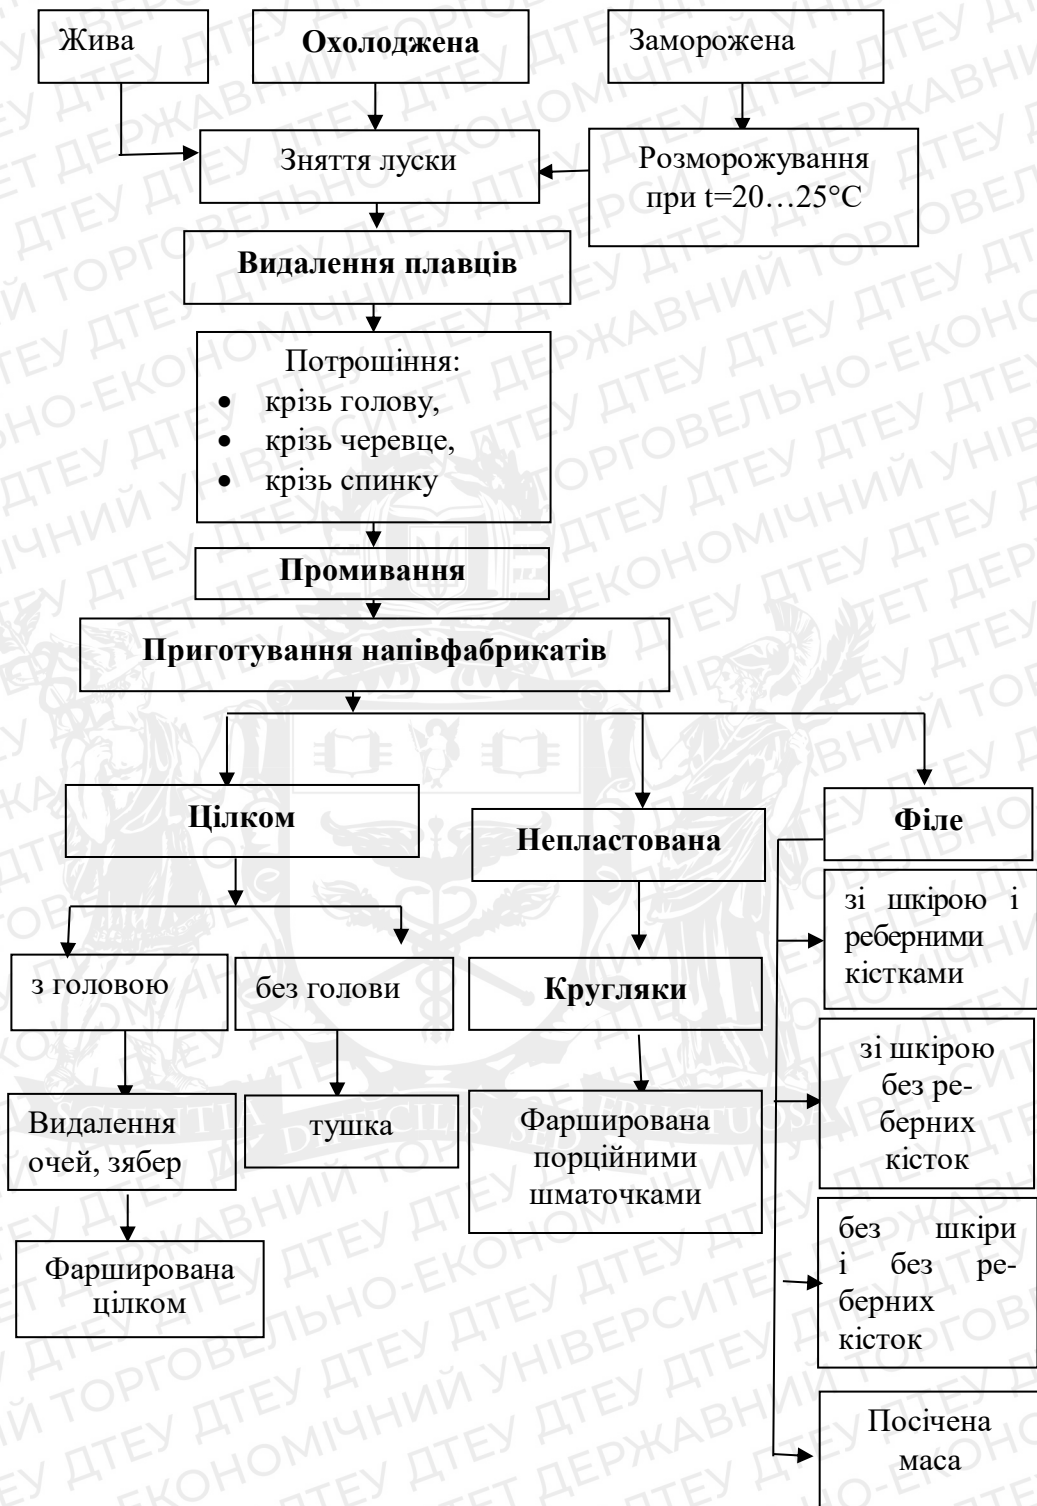 Жива
Охолоджена
Заморожена
Зняття луски
Розморожування
при t=20…25°С
Видалення плавців
Потрошіння:
• крізь голову,
• крізь черевце,
• крізь спинку
Промивання
Приготування напівфабрикатів
Цілком
Непластована
Філе
з головою
без голови
Кругляки
зі шкірою і
реберними
кістками
Видалення
очей, зябер
тушка
Фарширована
порційними
шматочками
зі шкірою
без ре-
берних
кісток
Фарширована
цілком
без шкіри
і без ре-
берних
кісток
Посічена
маса